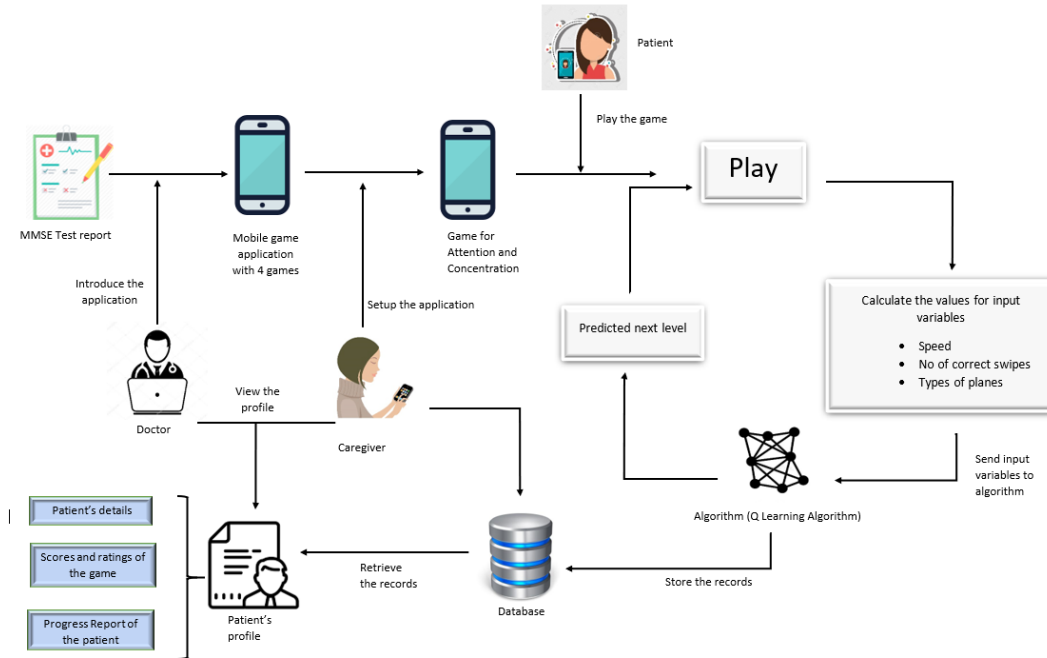 Patient
Play the game
Play
MMSE Test report
Mobile game
application
with 4 games
Game for
Attention and
Concentration
Introduce the
application
Setup the application
Predicted next level
Calculate the values for input
variables
• Speed
• No of correct swipes
• Types of planes
View the
profile
Doctor
Caregiver
Send input
variables to
algorithm
Algorithm (Q Learning Algorithm)
Patient's details
Scores and ratings of
the game
Progress Report of
the patient
Patient's
profile
Retrieve
the records
Database
Store the records